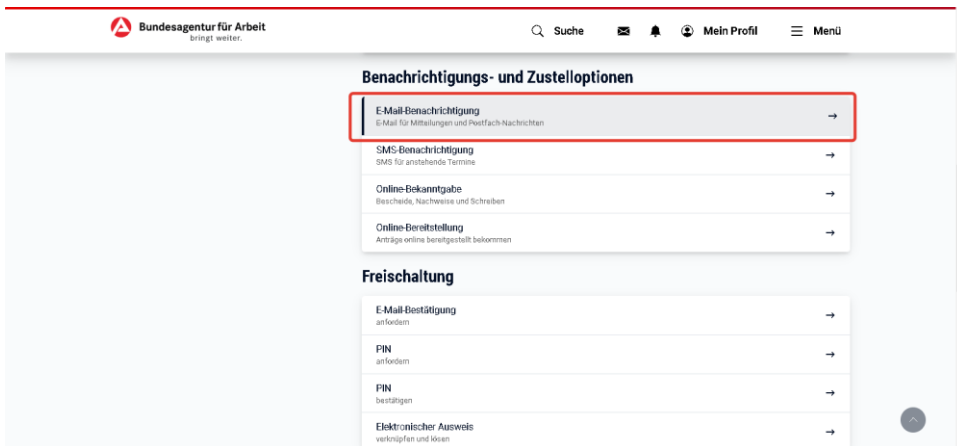 Bundesagentur für Arbeit
bringt weiter.
Suche
Mein Profil
Menü
Benachrichtigungs- und Zustelloptionen
E-Mail-Benachrichtigung
E-Mail für Mitteilungen und Postfach-Nachrichten
SMS-Benachrichtigung
SMS für anstehende Termine
Online-Bekanntgabe
Bescheide, Nachweise und Schreiben
Online-Bereitstellung
Anträge online bereitgestellt bekommen
Freischaltung
E-Mail-Bestätigung
anfordern
PIN
anfordern
PIN
bestätigen
Elektronischer Ausweis
verknüpfen und lösen